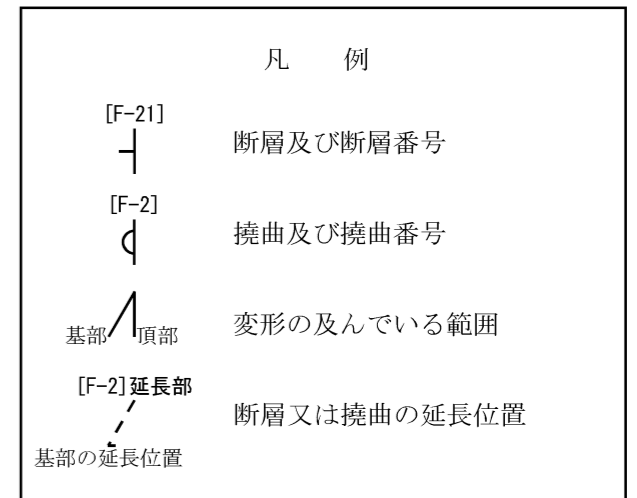 凡　例
[F-21]
断層及び断層番号
[F-2]
撓曲及び撓曲番号
基部 頂部
変形の及んでいる範囲
[F-2]延長部
断層又は撓曲の延長位置
基部の延長位置